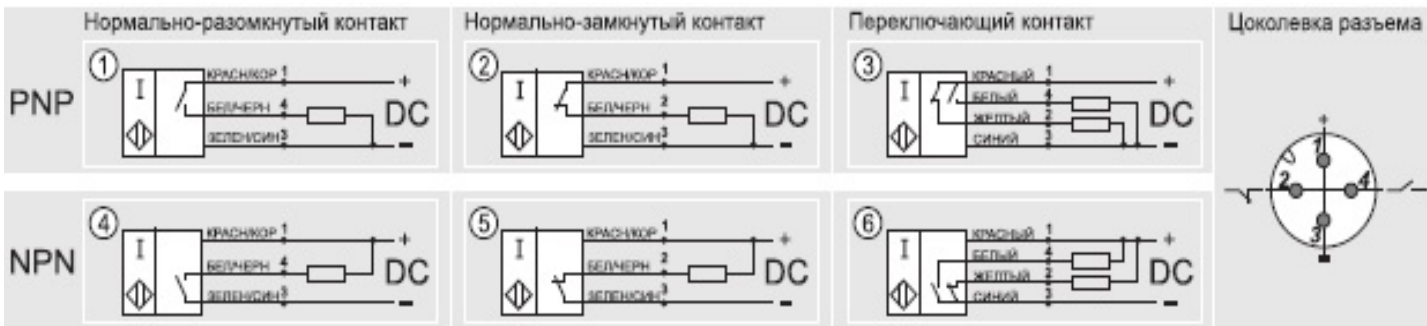 Нормально-разомкнутый контакт
Нормально-замкнутый контакт
Переключающий контакт
Цоколевка разъема
PNP
1
I
КРАСН/КОР 1
+
БЕЛ/ЧЕРН 4
DC
ЗЕЛЕН/СИН 3
-
2
I
КРАСН/КОР 1
+
БЕЛ/ЧЕРН 2
DC
ЗЕЛЕН/СИН 3
-
3
I
КРАСНЫЙ 1
+
БЕЛЫЙ 4
DC
ЖЕЛТЫЙ 2
СИНИЙ 3
-
NPN
4
I
КРАСН/КОР 1
+
БЕЛ/ЧЕРН 4
DC
ЗЕЛЕН/СИН 3
-
5
I
КРАСН/КОР 1
+
БЕЛ/ЧЕРН 2
DC
ЗЕЛЕН/СИН 3
-
6
I
КРАСНЫЙ 1
+
БЕЛЫЙ 4
DC
ЖЕЛТЫЙ 2
СИНИЙ 3
-
+
1
2
4
3
-